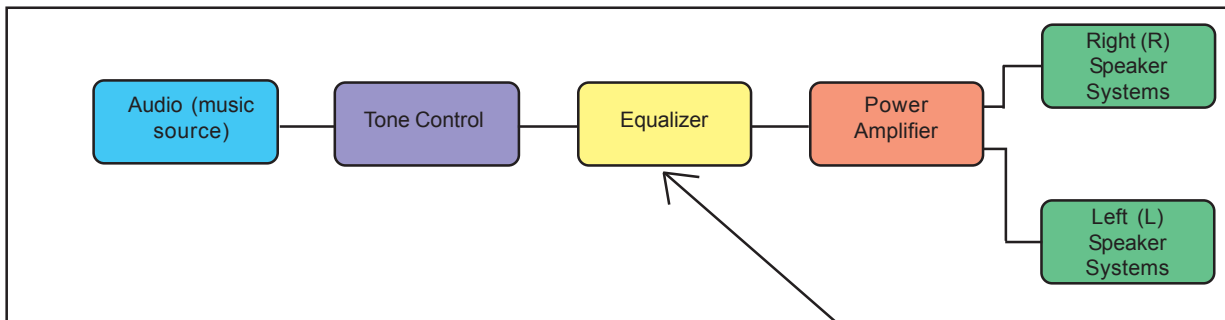 Audio (music
source)
Tone Control
Equalizer
Power
Amplifier
Right (R)
Speaker
Systems
Left (L)
Speaker
Systems